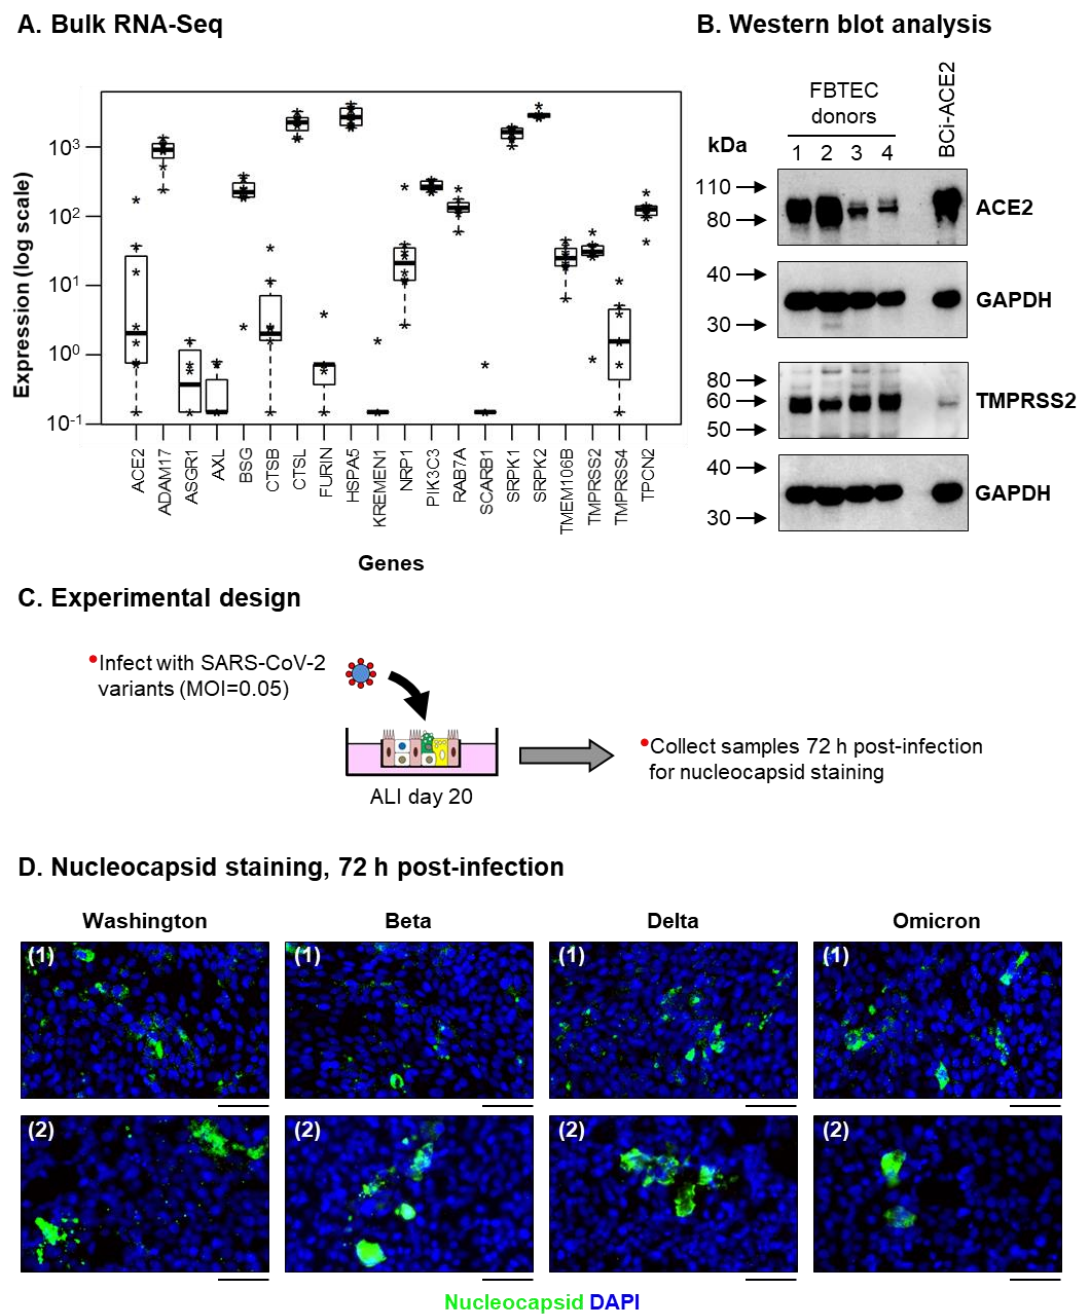 A. Bulk RNA-Seq
Expression (log scale)
10³
10²
10¹
10⁰
10⁻¹
ACE2
ADAM17
ASGR1
AXL
BSG
CTSB
CTSL
FURIN
HSPA5
KREMEN1
NRP1
PIK3C3
RAB7A
SCARB1
SRPK1
SRPK2
TMEM106B
TMPRSS2
TMPRSS4
TPCN2
Genes
B. Western blot analysis
FBTEC
donors
BCi-ACE2
kDa
1 2 3 4
110
80
ACE2
40
30
GAPDH
80
60
50
TMPRSS2
40
30
GAPDH
C. Experimental design
Infect with SARS-CoV-2
variants (MOI=0.05)
ALI day 20
Collect samples 72 h post-infection
for nucleocapsid staining
D. Nucleocapsid staining, 72 h post-infection
Washington Beta Delta Omicron
(1) (1) (1) (1)
(2) (2) (2) (2)
Nucleocapsid DAPI